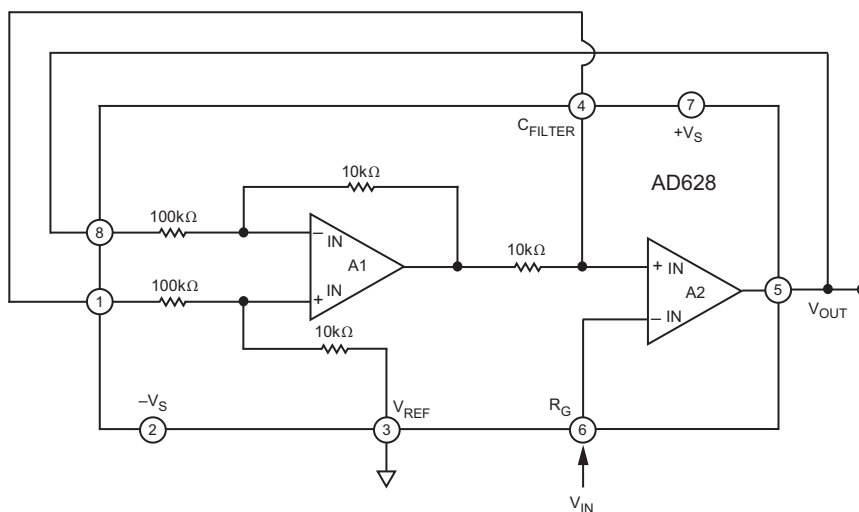 4
7
C_FILTER
+V_S
10kΩ
AD628
100kΩ
8
– IN
10kΩ
A1
+ IN
100kΩ
+ IN
A2
5
1
+ IN
– IN
V_OUT
10kΩ
–V_S
V_REF
R_G
2
3
6
V_IN